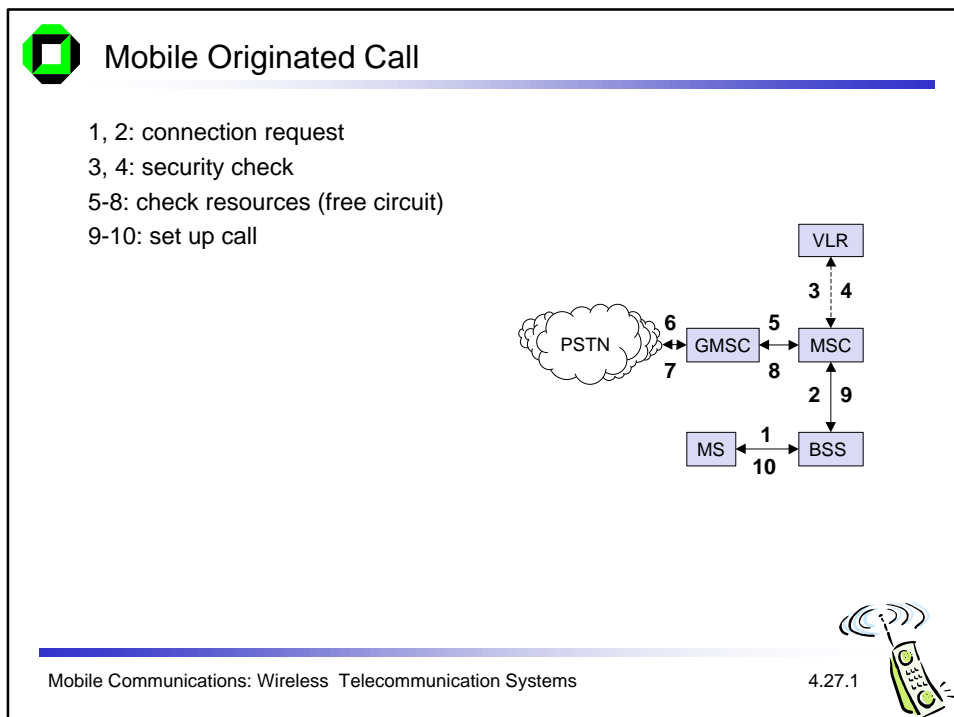 Mobile Originated Call
1, 2: connection request
3, 4: security check
5-8: check resources (free circuit)
9-10: set up call
VLR
3 4
6 5
PSTN GMSC MSC
7 8
2 9
1
MS BSS
10
Mobile Communications: Wireless Telecommunication Systems 4.27.1